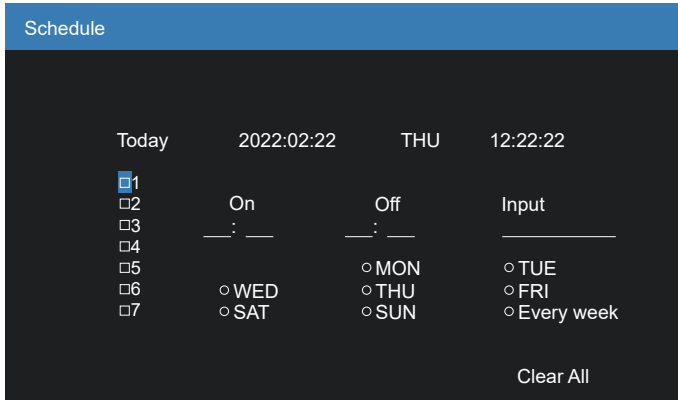 Schedule
Today 2022:02:22 THU 12:22:22
1
2 On Off Input
3 __: __ __: __ __________
4
5 MON TUE
6 WED THU FRI
7 SAT SUN Every week
Clear All